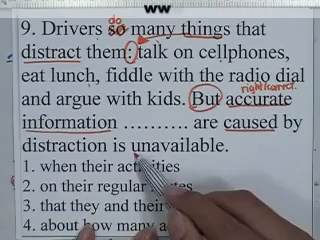 ww
do
9. Drivers so many things that
distract them: talk on cellphones,
eat lunch, fiddle with the radio dial
right/correct.
and argue with kids. But accurate
information .......... are caused by
distraction is unavailable.
1. when their activities
2. on their regular
3. that they and their
4. about how many